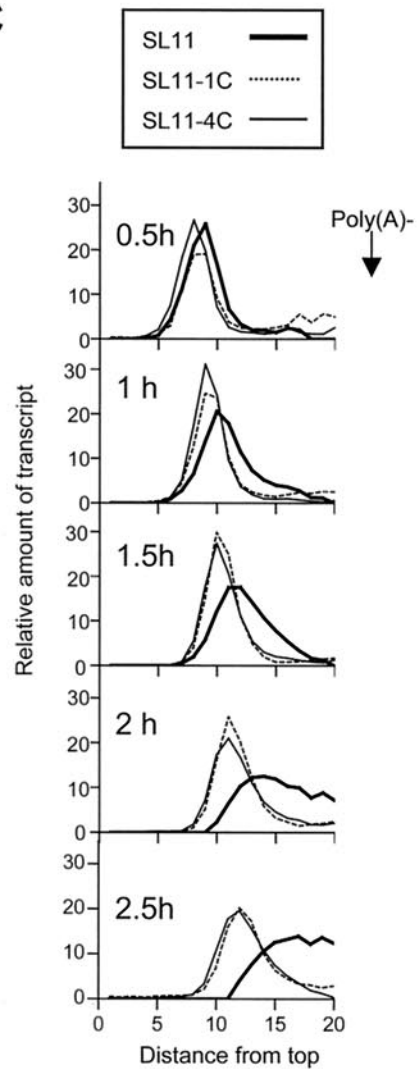 SL11
SL11-1C
SL11-4C
Poly(A)-
Relative amount of transcript
0.5h
30
20
10
0
1 h
30
20
10
0
1.5h
30
20
10
0
2 h
30
20
10
0
2.5h
30
20
10
0
0 5 10 15 20
Distance from top